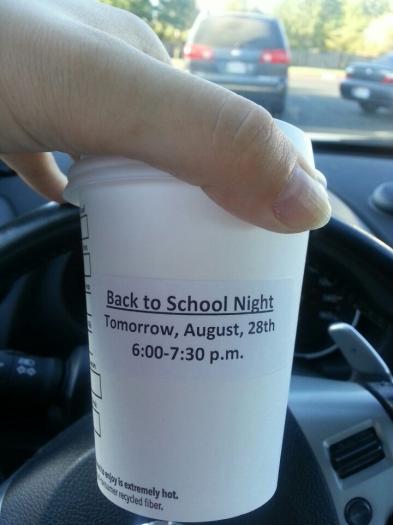 Back to School Night
Tomorrow, August, 28th
6:00-7:30 p.m.
enjoy is extremely hot.
recycled fiber.